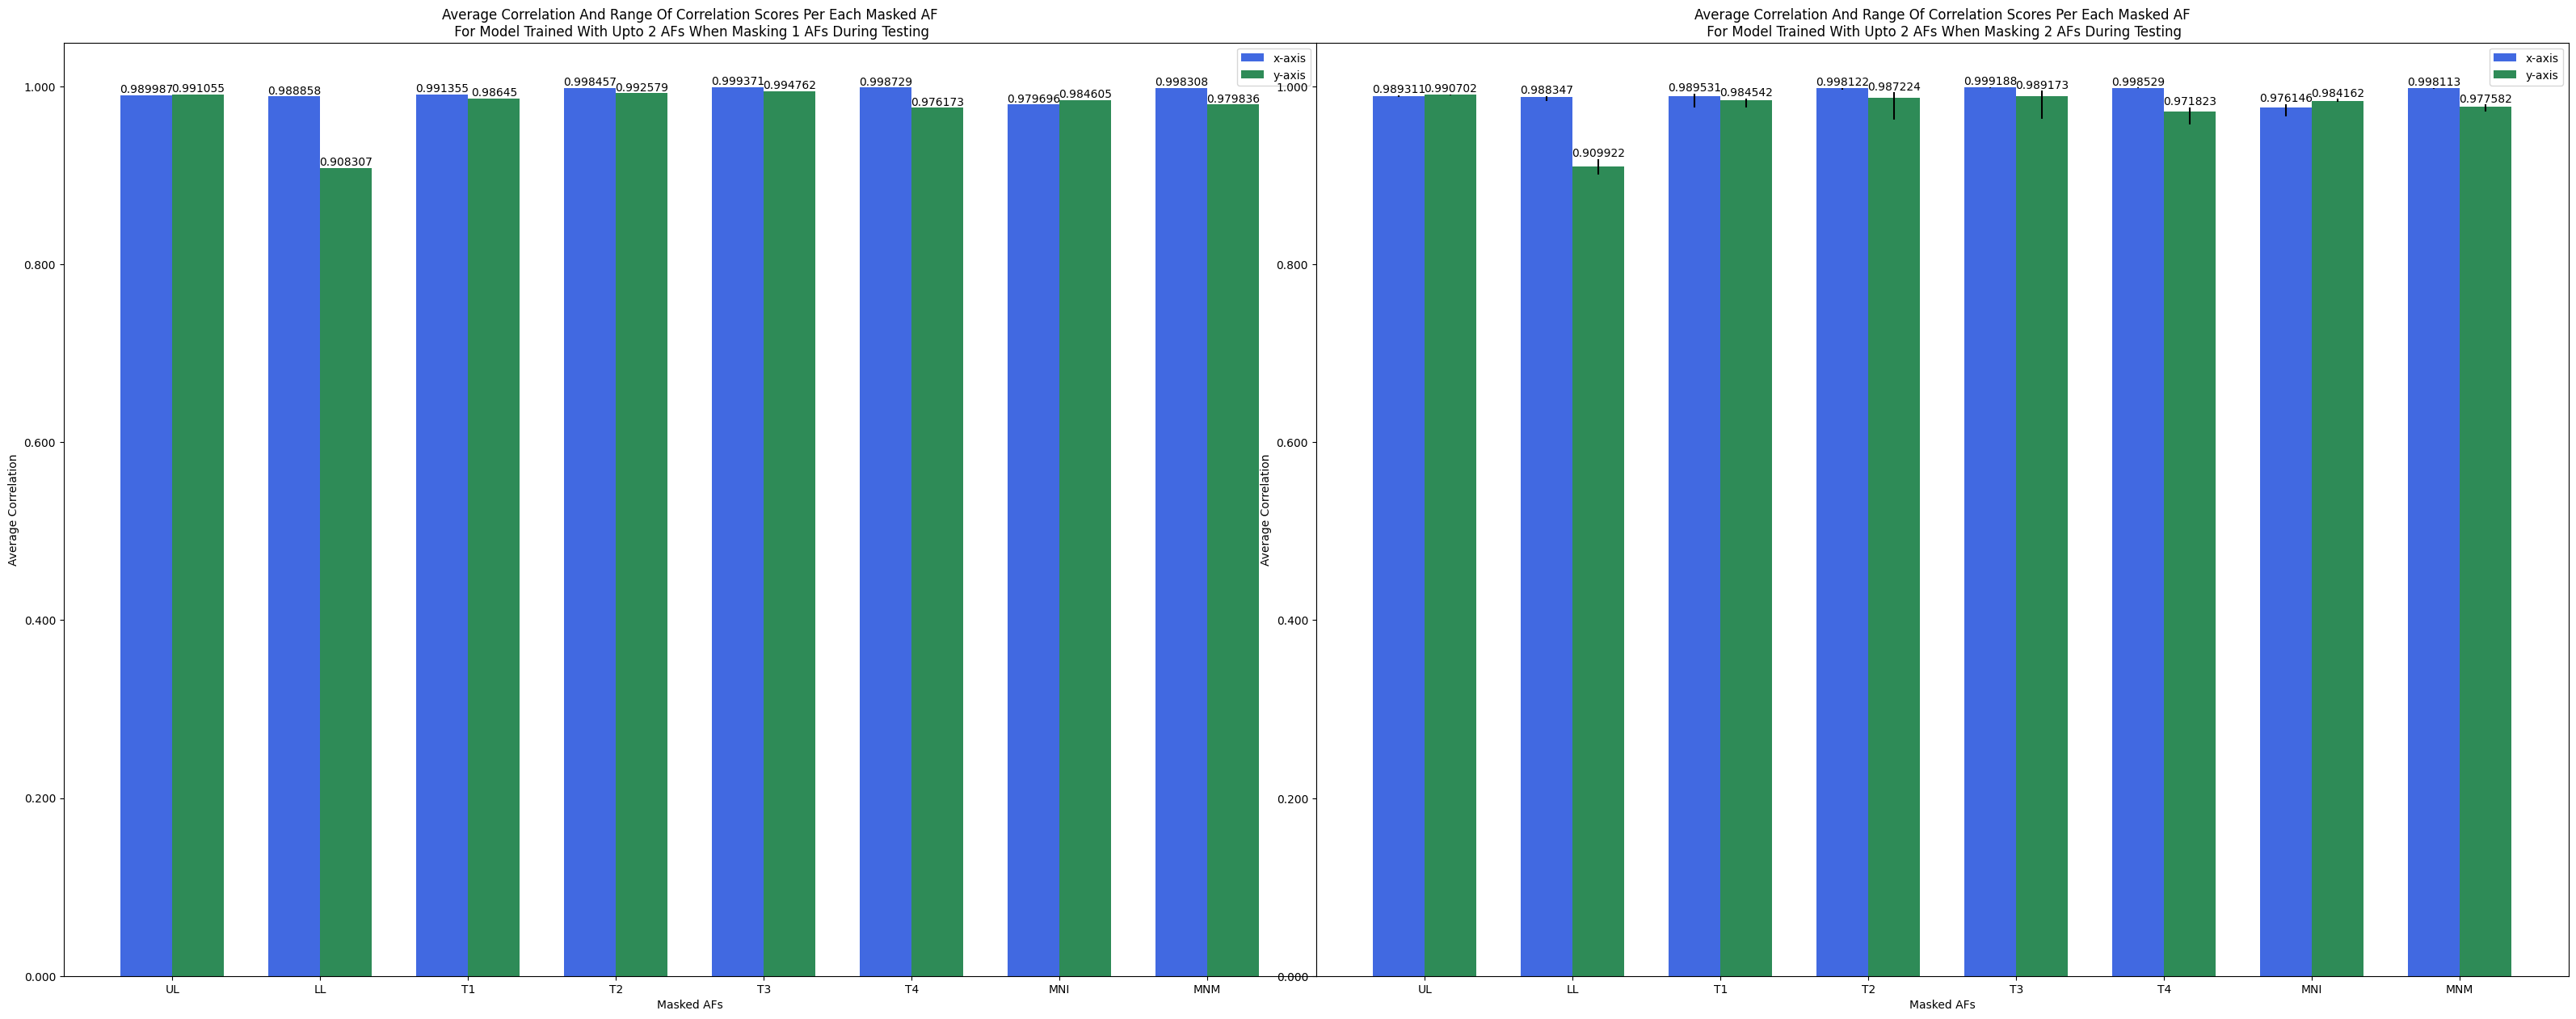 Average Correlation And Range Of Correlation Scores Per Each Masked AF
For Model Trained With Upto 2 AFs When Masking 1 AFs During Testing
x-axis
y-axis
1.000
0.800
0.600
0.400
0.200
0.000
Average Correlation
0.989987
0.991055
0.988858
0.908307
0.991355
0.98645
0.998457
0.992579
0.999371
0.994762
0.998729
0.976173
0.979696
0.984605
0.998308
0.979836
UL
LL
T1
T2
T3
T4
MNI
MNM
Masked AFs
Average Correlation And Range Of Correlation Scores Per Each Masked AF
For Model Trained With Upto 2 AFs When Masking 2 AFs During Testing
x-axis
y-axis
1.000
0.800
0.600
0.400
0.200
0.000
Average Correlation
0.989311
0.990702
0.988347
0.909922
0.989531
0.984542
0.998122
0.987224
0.999188
0.989173
0.998529
0.971823
0.976146
0.984162
0.998113
0.977582
UL
LL
T1
T2
T3
T4
MNI
MNM
Masked AFs